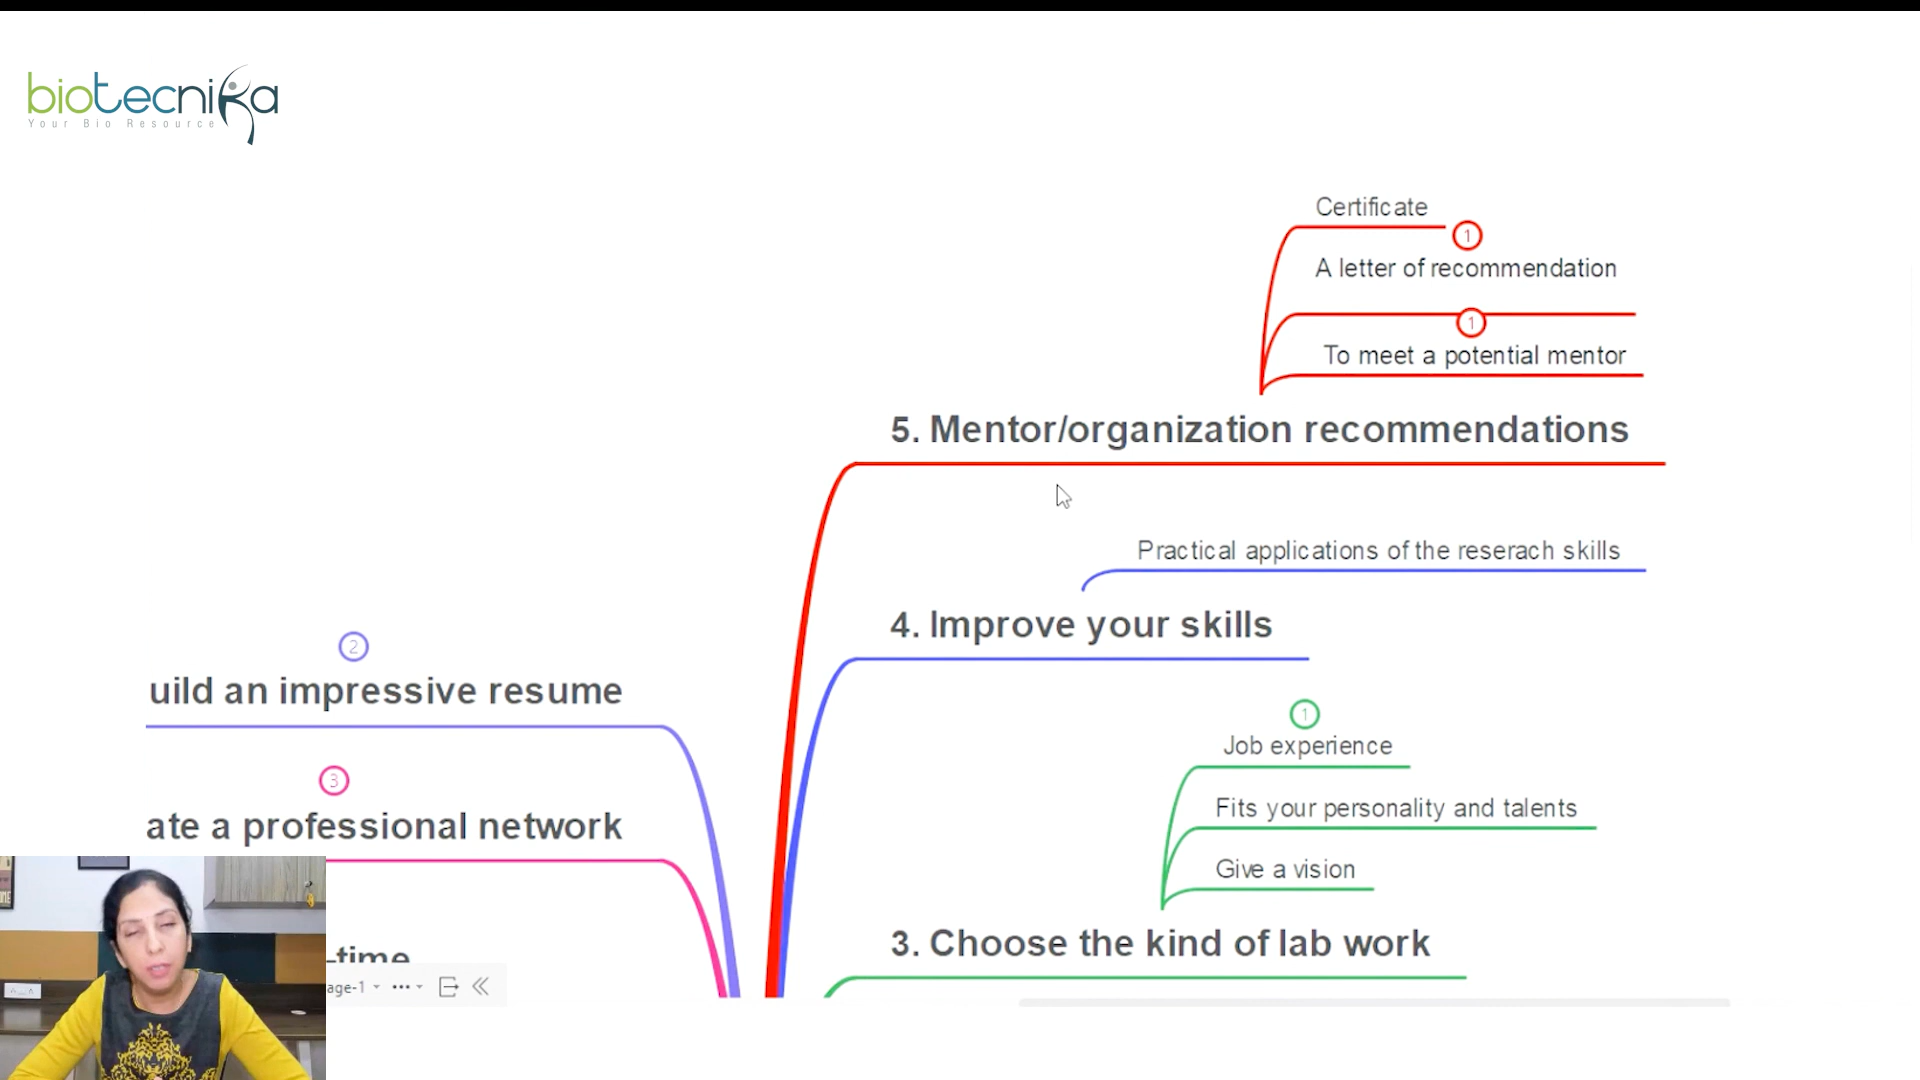 biotecnika
Your Bio Resource
Certificate
1
A letter of recommendation
1
To meet a potential mentor
5. Mentor/organization recommendations
Practical applications of the reserach skills
4. Improve your skills
2
uild an impressive resume
1
Job experience
3
Fits your personality and talents
ate a professional network
Give a vision
3. Choose the kind of lab work
-time
age-1